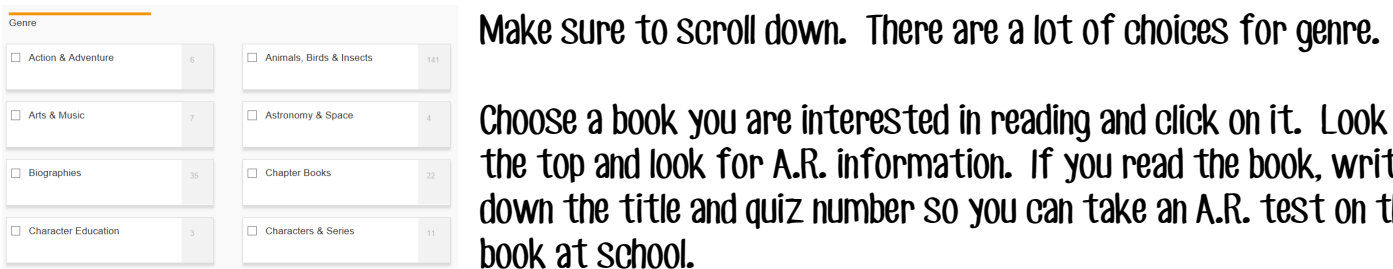 Genre
Action & Adventure 6 Animals, Birds & Insects 141
Arts & Music 7 Astronomy & Space 4
Biographies 35 Chapter Books 22
Character Education 3 Characters & Series 11
Make sure to scroll down. There are a lot of choices for genre.
Choose a book you are interested in reading and click on it. Look
the top and look for A.R. information. If you read the book, writ
down the title and quiz number so you can take an A.R. test on th
book at school.